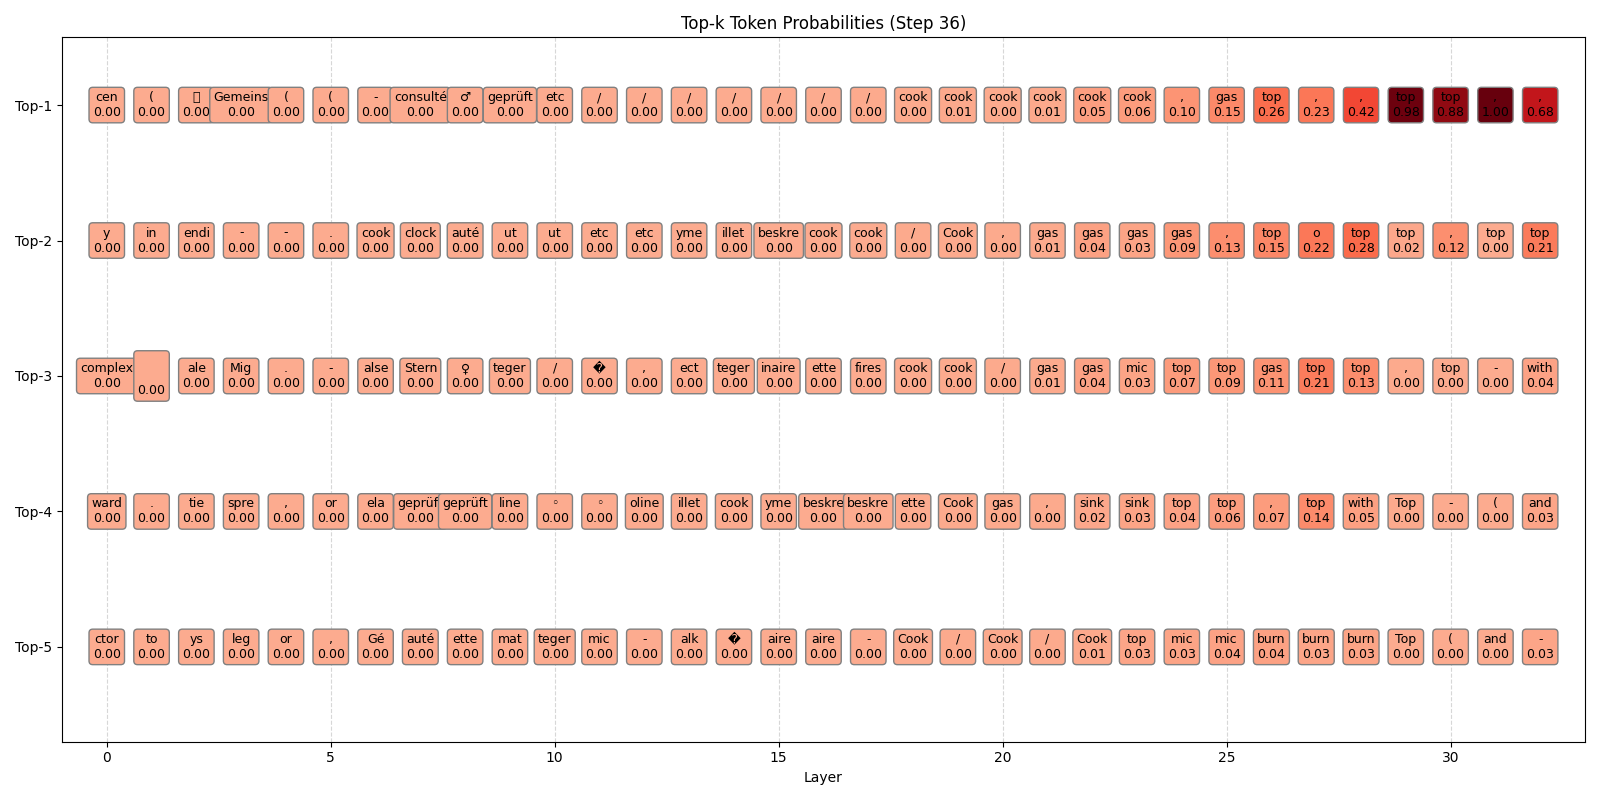 Top-k Token Probabilities (Step 36)
cen ( Gemeins ( ( - consulté ♂ geprüft etc / / / / / / / cook cook cook cook cook cook , gas top , , top top , ,
Top-1 0.00 0.00 0.00 0.00 0.00 0.00 0.00 0.00 0.00 0.00 0.00 0.00 0.00 0.00 0.00 0.00 0.00 0.00 0.00 0.01 0.00 0.01 0.05 0.06 0.10 0.15 0.26 0.23 0.42 0.98 0.88 1.00 0.68
y in endi - - . cook clock auté ut ut etc etc yme illet beskre cook cook / Cook , gas gas gas gas , top o top top , top top
Top-2 0.00 0.00 0.00 0.00 0.00 0.00 0.00 0.00 0.00 0.00 0.00 0.00 0.00 0.00 0.00 0.00 0.00 0.00 0.00 0.00 0.00 0.01 0.04 0.03 0.09 0.13 0.15 0.22 0.28 0.02 0.12 0.00 0.21
complex ale Mig . - alse Stern ♀ teger / � , ect teger inaire ette fires cook cook / gas gas mic top top gas top top , top - with
Top-3 0.00 0.00 0.00 0.00 0.00 0.00 0.00 0.00 0.00 0.00 0.00 0.00 0.00 0.00 0.00 0.00 0.00 0.00 0.00 0.00 0.00 0.01 0.04 0.03 0.07 0.09 0.11 0.21 0.13 0.00 0.00 0.00 0.04
ward . tie spre , or ela geprüf geprüft line ◦ ◦ oline illet cook yme beskre beskre ette Cook gas , sink sink top top , top with Top - ( and
Top-4 0.00 0.00 0.00 0.00 0.00 0.00 0.00 0.00 0.00 0.00 0.00 0.00 0.00 0.00 0.00 0.00 0.00 0.00 0.00 0.00 0.00 0.00 0.02 0.03 0.04 0.06 0.07 0.14 0.05 0.00 0.00 0.00 0.03
ctor to ys leg or , Gé auté ette mat teger mic - alk � aire aire - Cook / Cook / Cook top mic mic burn burn burn Top ( and -
Top-5 0.00 0.00 0.00 0.00 0.00 0.00 0.00 0.00 0.00 0.00 0.00 0.00 0.00 0.00 0.00 0.00 0.00 0.00 0.00 0.00 0.00 0.00 0.01 0.03 0.03 0.04 0.04 0.03 0.03 0.00 0.00 0.00 0.03
0 5 10 15 20 25 30
Layer